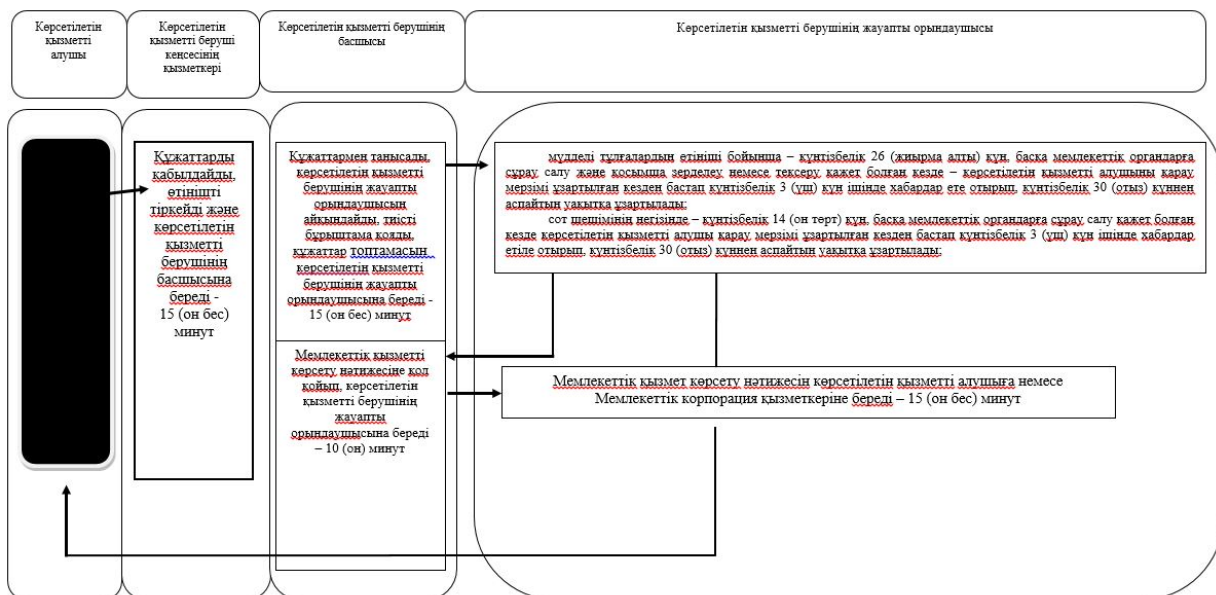 Көрсетілетін
қызметті
алушы
Көрсетілетін
қызметті беруші
кеңсесінің
қызметкері
Көрсетілетін қызметті берушінің
басшысы
Көрсетілетін қызметті берушінің жауапты орындаушысы
Құжаттарды
қабылдайды,
өтінішті
тіркейді және
көрсетілетін
қызметті
берушінің
басшысына
береді -
15 (он бес)
минут
Құжаттармен танысады,
көрсетілетін қызметті
берушінің жауапты
орындаушысын
айқындайды, тиісті
бұрыштама қояды,
құжаттар топтамасын
көрсетілетін қызметті
берушінің жауапты
орындаушысына береді -
15 (он бес) минут
мүдделі тұлғалардың өтініші бойынша – күнтізбелік 26 (жиырма алты) күн, басқа мемлекеттік органдарға
сұрау салу және қосымша зерделеу немесе тексеру қажет болған кезде – көрсетілетін қызметті алушыны қарау
мерзімі ұзартылған кезден бастап күнтізбелік 3 (үш) күн ішінде хабардар ете отырып, күнтізбелік 30 (отыз) күннен
аспайтын уақытқа ұзартылады;
сот шешімінің негізінде – күнтізбелік 14 (он төрт) күн, басқа мемлекеттік органдарға сұрау салу қажет болған
кезде көрсетілетін қызметті алушы қарау мерзімі ұзартылған кезден бастап күнтізбелік 3 (үш) күн ішінде хабардар
етіле отырып, күнтізбелік 30 (отыз) күннен аспайтын уақытқа ұзартылады;
Мемлекеттік қызметті
көрсету нәтижесіне қол
қойып, көрсетілетін
қызметті берушінің
жауапты
орындаушысына береді
– 10 (он) минут
Мемлекеттік қызмет көрсету нәтижесін көрсетілетін қызметті алушыға немесе
Мемлекеттік корпорация қызметкеріне береді – 15 (он бес) минут